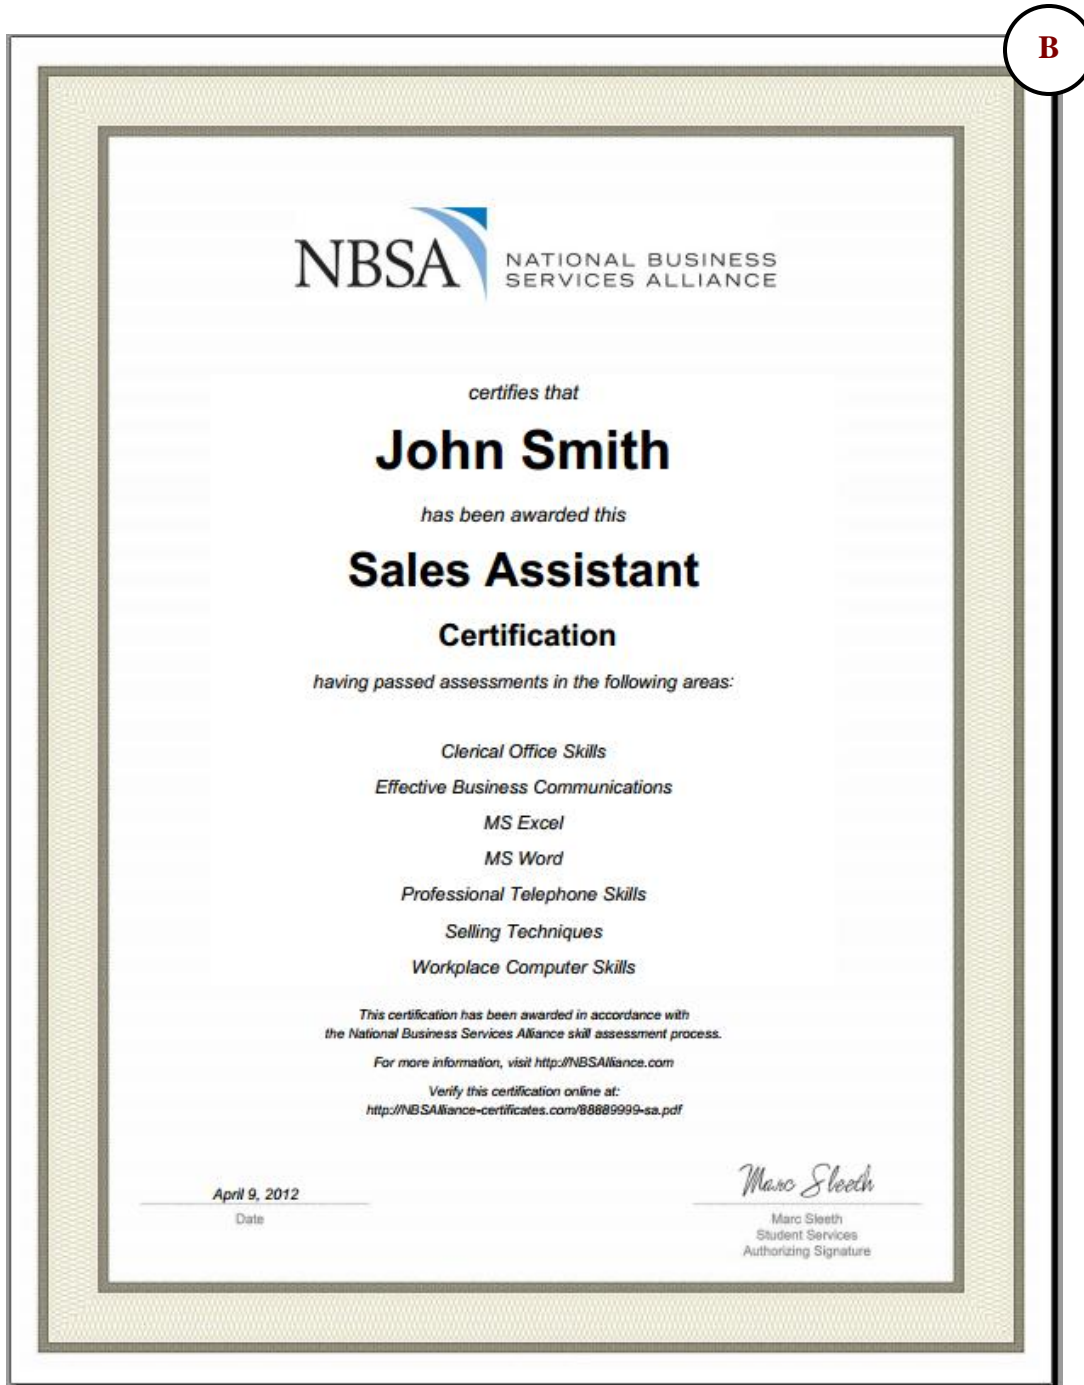 B
NBSA
NATIONAL BUSINESS
SERVICES ALLIANCE
certifies that
John Smith
has been awarded this
Sales Assistant
Certification
having passed assessments in the following areas:
Clerical Office Skills
Effective Business Communications
MS Excel
MS Word
Professional Telephone Skills
Selling Techniques
Workplace Computer Skills
This certification has been awarded in accordance with
the National Business Services Alliance skill assessment process.
For more information, visit http://NBSAlliance.com
Verify this certification online at:
http://NBSAlliance-certificates.com/88889999-sa.pdf
April 9, 2012
Date
Marc Sleeth
Marc Sleeth
Student Services
Authorizing Signature